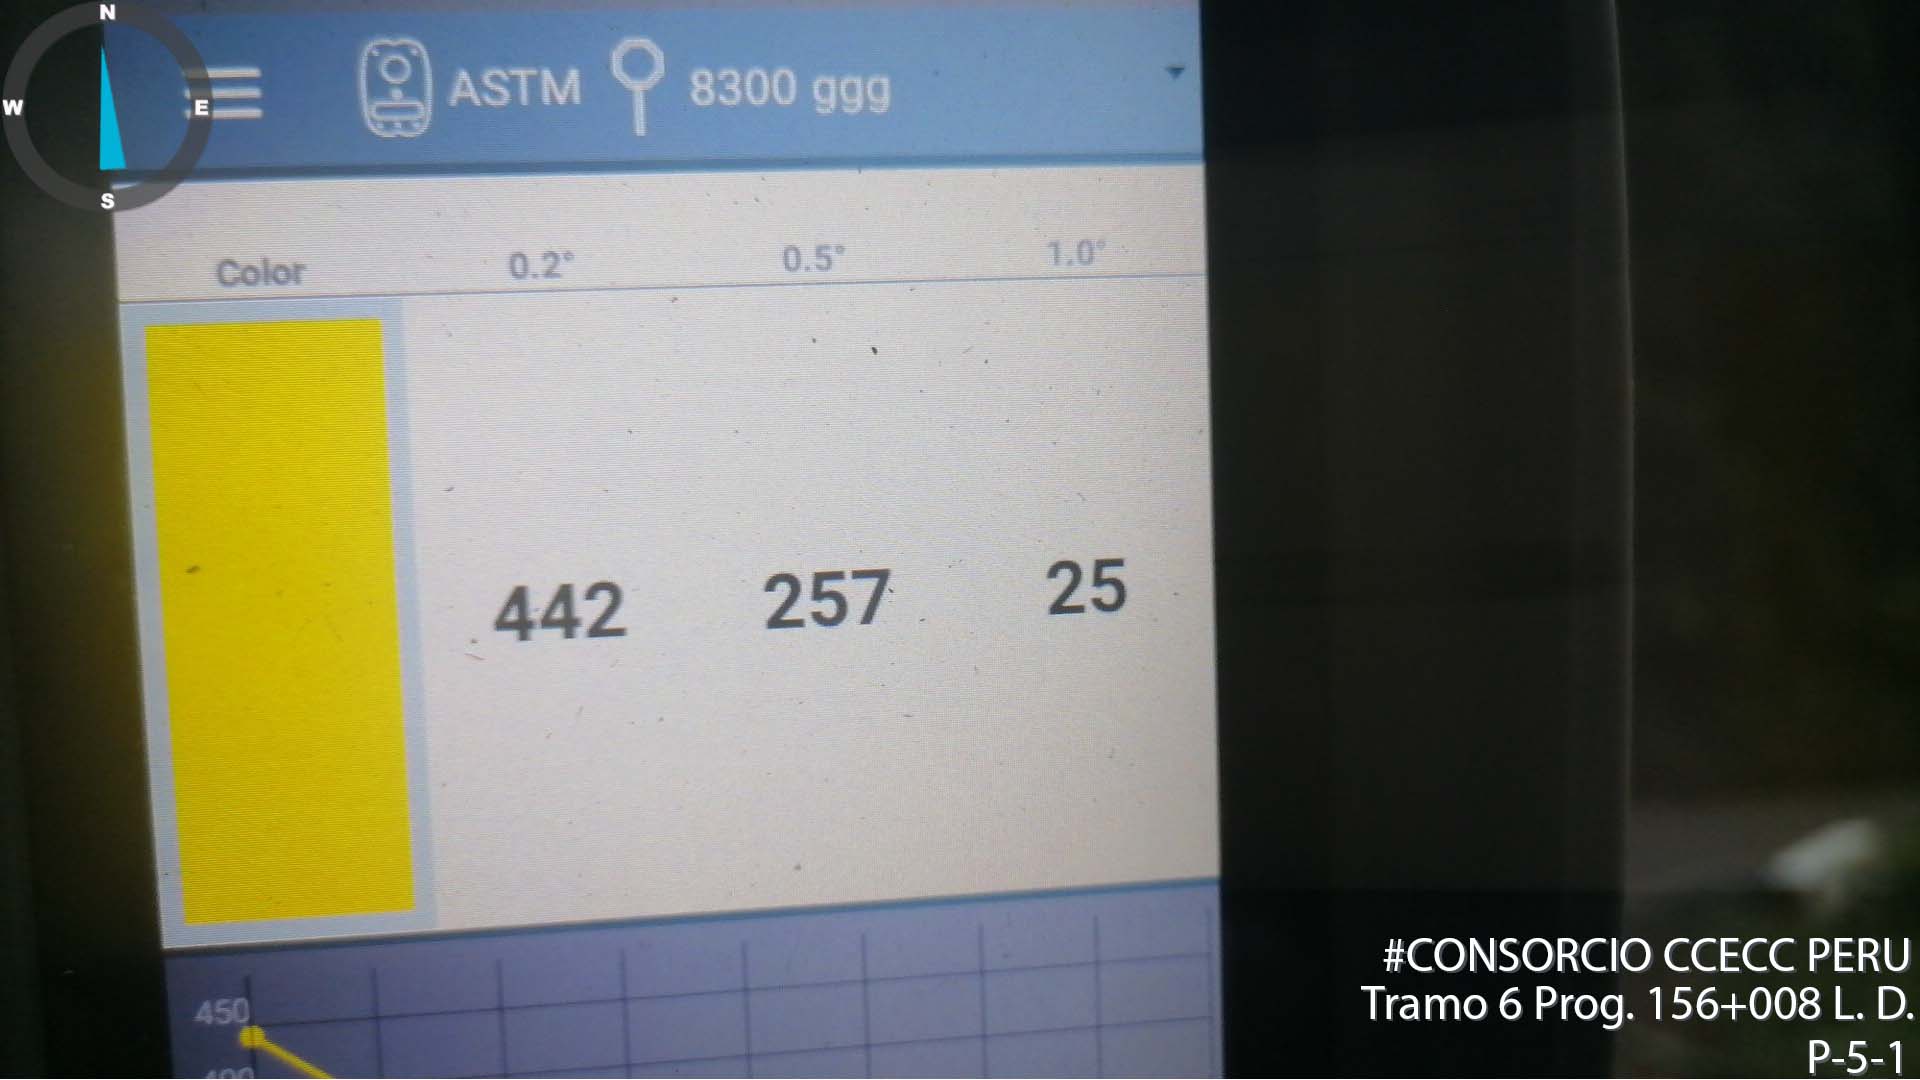 N
W
E
S
ASTM 8300 ggg
Color 0.2° 0.5° 1.0°
442 257 25
450
400
#CONSORCIO CCECC PERU
Tramo 6 Prog. 156+008 L. D.
P-5-1